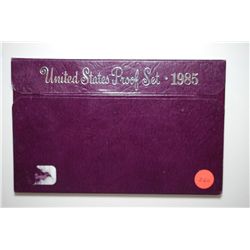 United States Proof Set · 1985